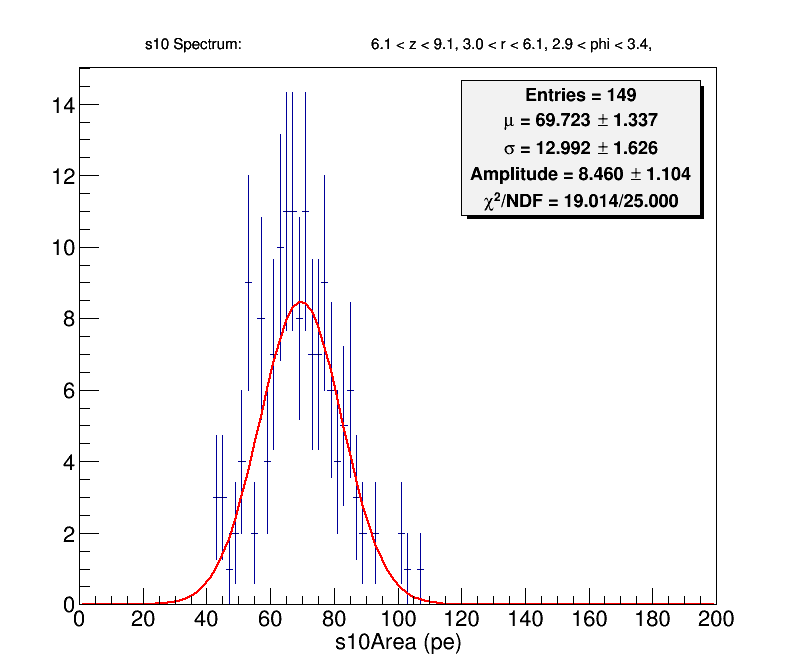 s10 Spectrum: 6.1 < z < 9.1, 3.0 < r < 6.1, 2.9 < phi < 3.4,
Entries = 149
μ = 69.723 ± 1.337
σ = 12.992 ± 1.626
Amplitude = 8.460 ± 1.104
χ²/NDF = 19.014/25.000
14
12
10
8
6
4
2
0
0 20 40 60 80 100 120 140 160 180 200
s10Area (pe)